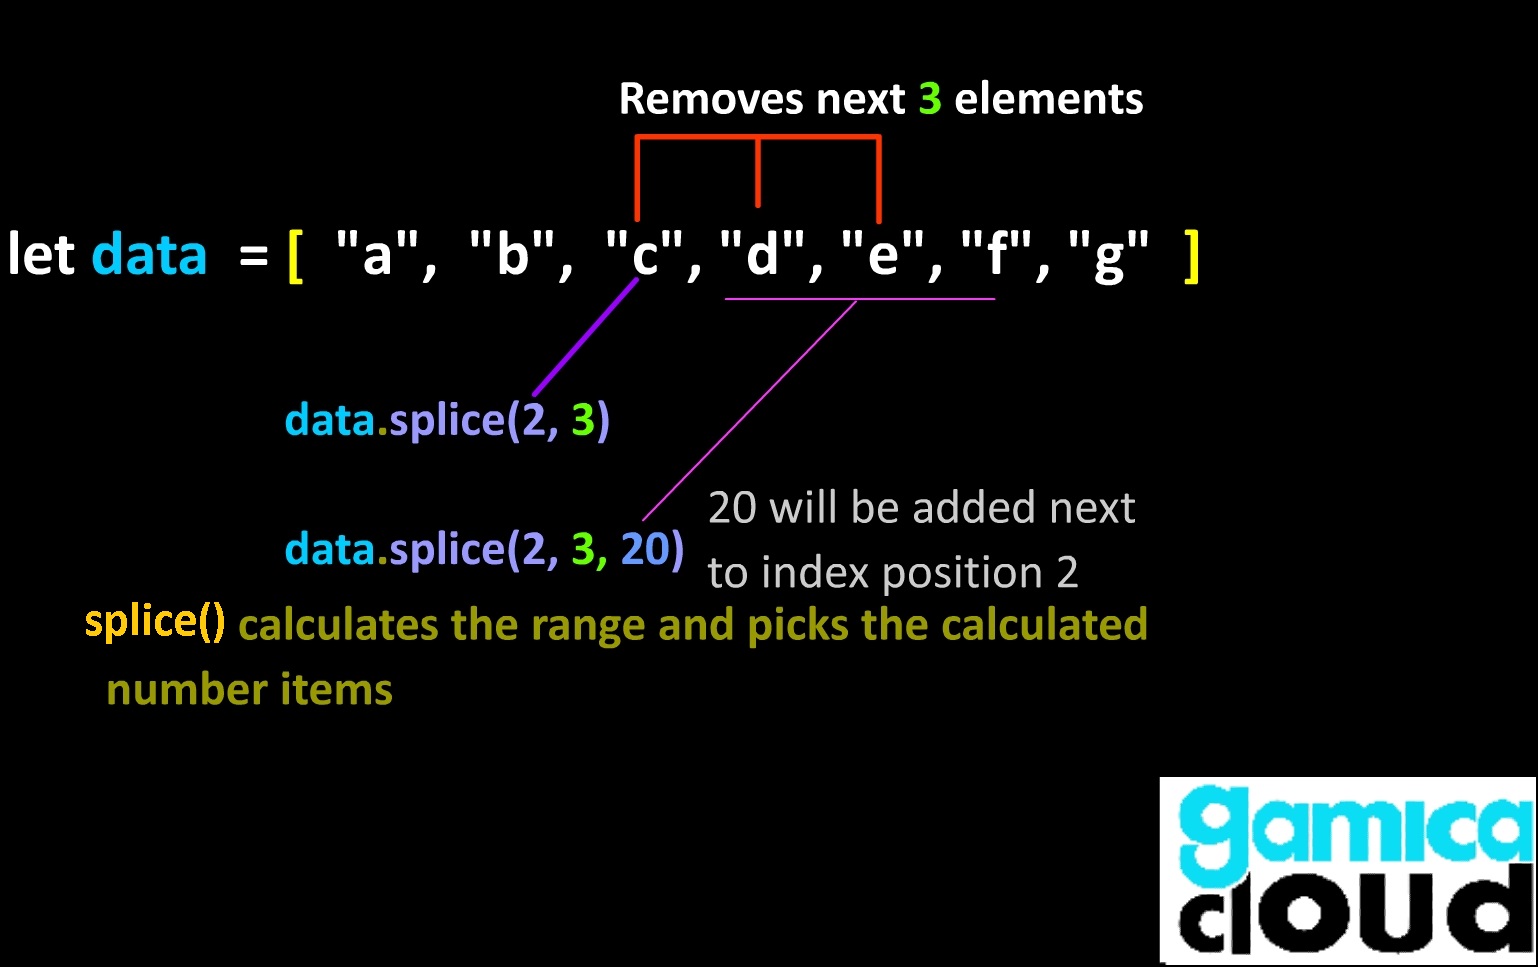 Removes next 3 elements
let data = [ "a", "b", "c", "d", "e", "f", "g" ]
data.splice(2, 3)
data.splice(2, 3, 20)
20 will be added next
to index position 2
splice() calculates the range and picks the calculated
number items
gamica
cloud